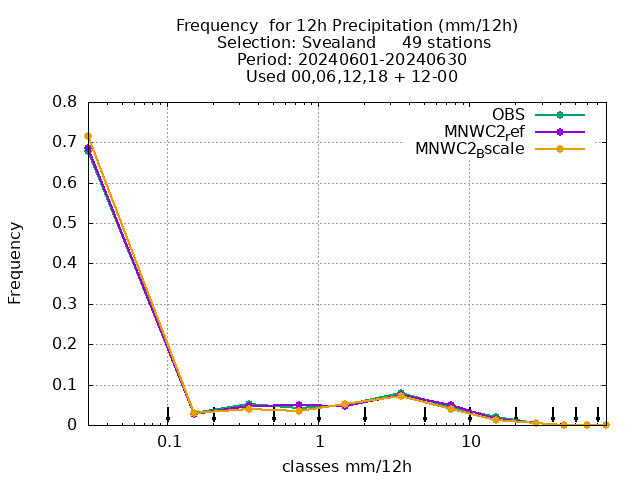 Frequency  for 12h Precipitation (mm/12h)
Selection: Svealand     49 stations
Period: 20240601-20240630
Used 00,06,12,18 + 12-00
OBS
MNWC2ref
MNWC2Bscale
0.8
0.7
0.6
0.5
0.4
0.3
0.2
0.1
0
Frequency
0.1 1 10
classes mm/12h